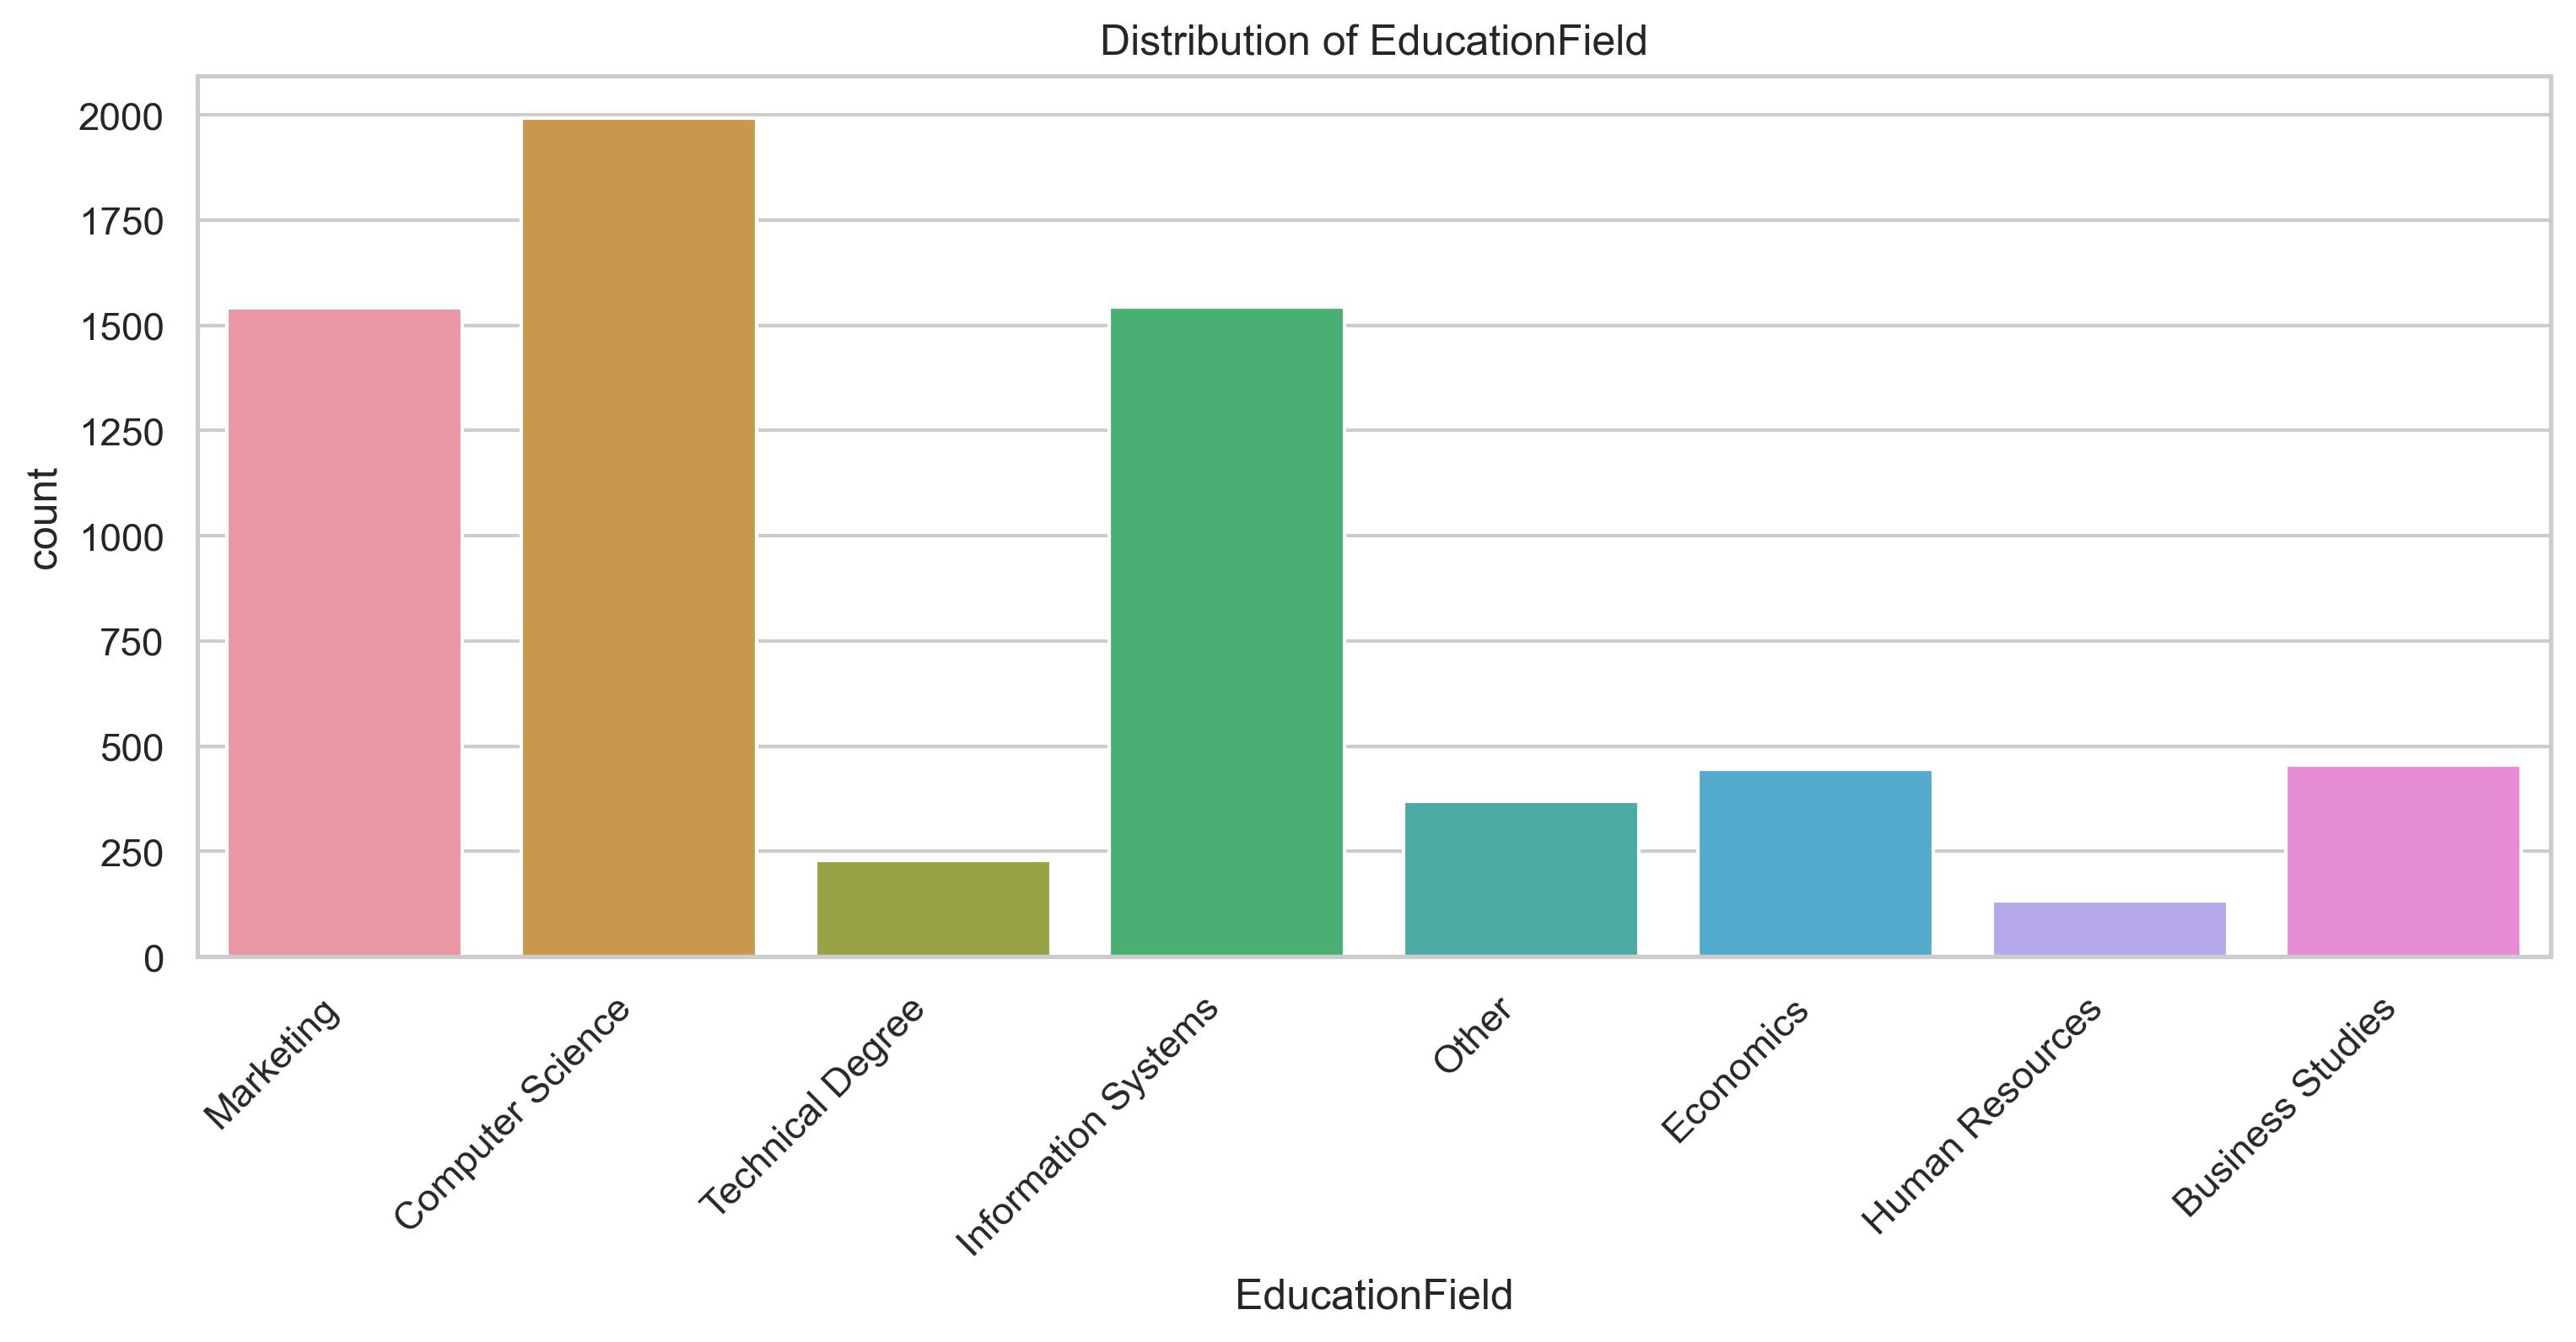 Distribution of EducationField
2000
1750
1500
1250
1000
750
500
250
0
count
Marketing
Computer Science
Technical Degree
Information Systems
Other
Economics
Human Resources
Business Studies
EducationField